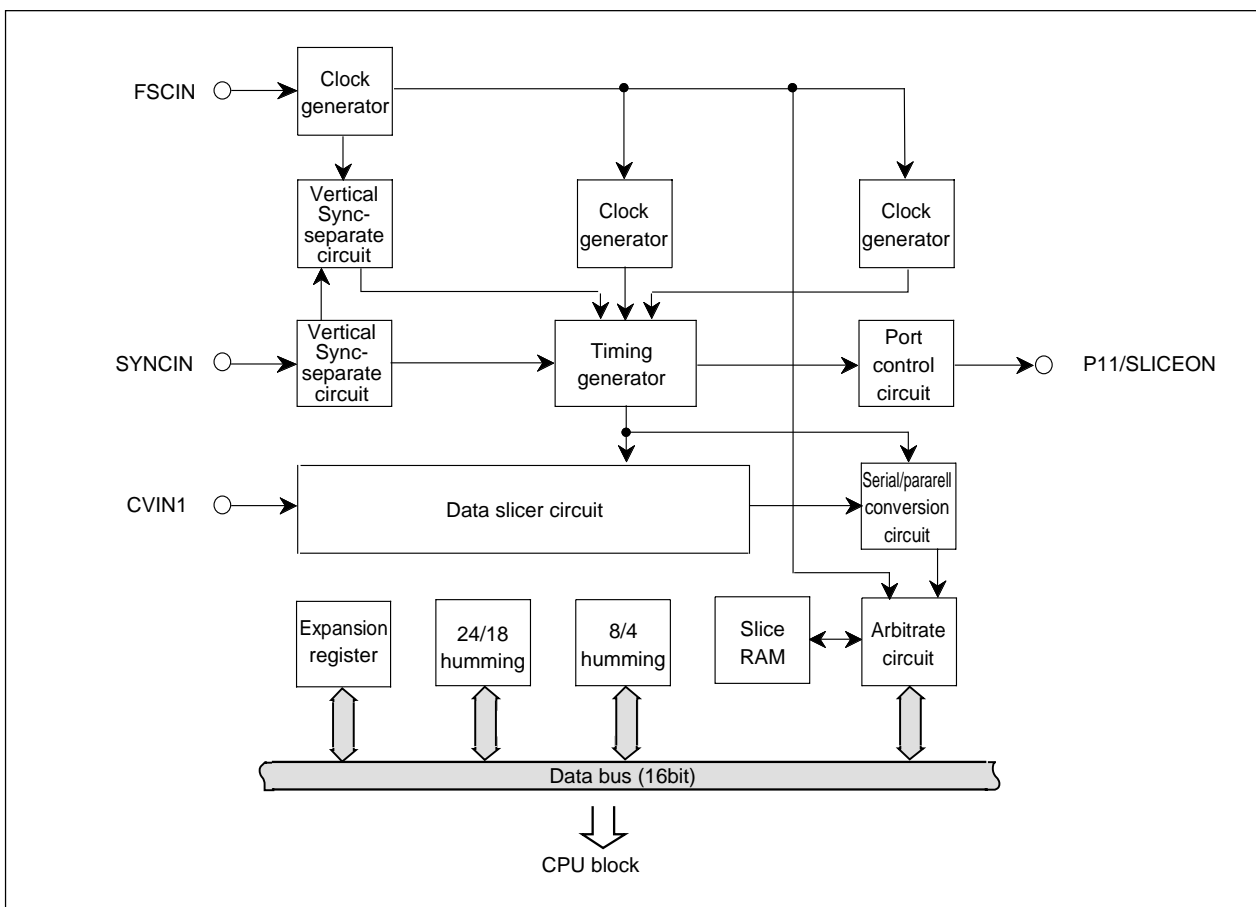 FSCIN
Clock
generator
Vertical
Sync-
separate
circuit
Clock
generator
Clock
generator
SYNCIN
Vertical
Sync-
separate
circuit
Timing
generator
Port
control
circuit
P11/SLICEON
CVIN1
Data slicer circuit
Serial/pararell
conversion
circuit
Expansion
register
24/18
humming
8/4
humming
Slice
RAM
Arbitrate
circuit
Data bus (16bit)
CPU block